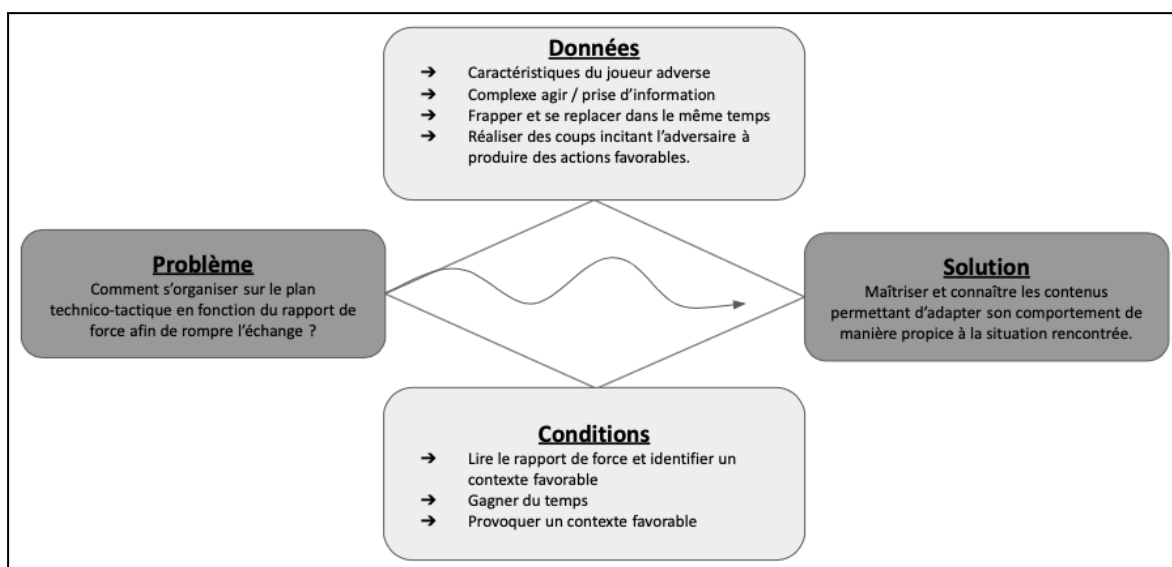 Données
➔ Caractéristiques du joueur adverse
➔ Complexe agir / prise d’information
➔ Frapper et se replacer dans le même temps
➔ Réaliser des coups incitant l’adversaire à
produire des actions favorables.
Problème
Comment s’organiser sur le plan
technico-tactique en fonction du rapport de
force afin de rompre l’échange ?
Solution
Maîtriser et connaître les contenus
permettant d’adapter son comportement de
manière propice à la situation rencontrée.
Conditions
➔ Lire le rapport de force et identifier un
contexte favorable
➔ Gagner du temps
➔ Provoquer un contexte favorable